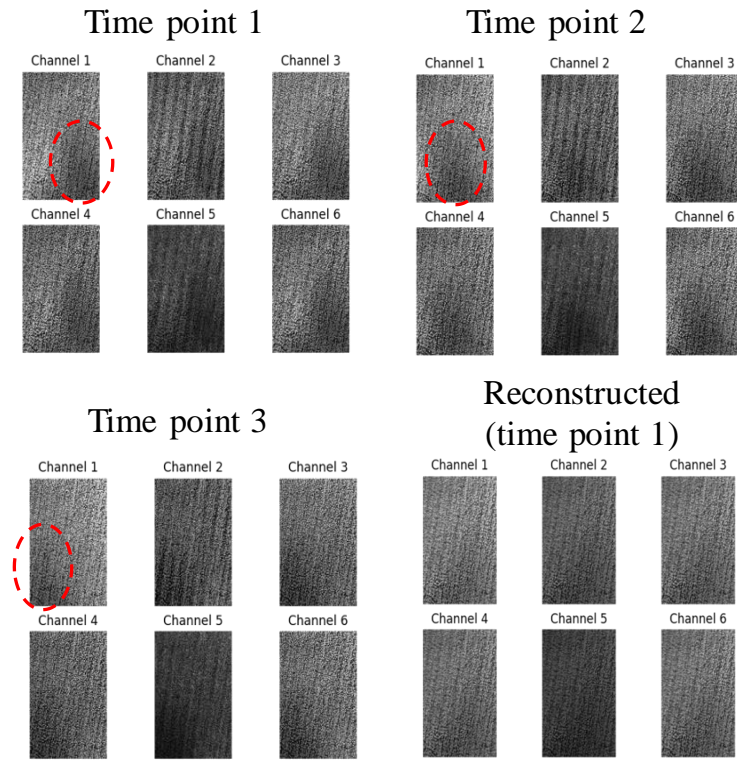 Time point 1
Channel 1
Channel 2
Channel 3
Channel 4
Channel 5
Channel 6
Time point 2
Channel 1
Channel 2
Channel 3
Channel 4
Channel 5
Channel 6
Time point 3
Channel 1
Channel 2
Channel 3
Channel 4
Channel 5
Channel 6
Reconstructed
(time point 1)
Channel 1
Channel 2
Channel 3
Channel 4
Channel 5
Channel 6